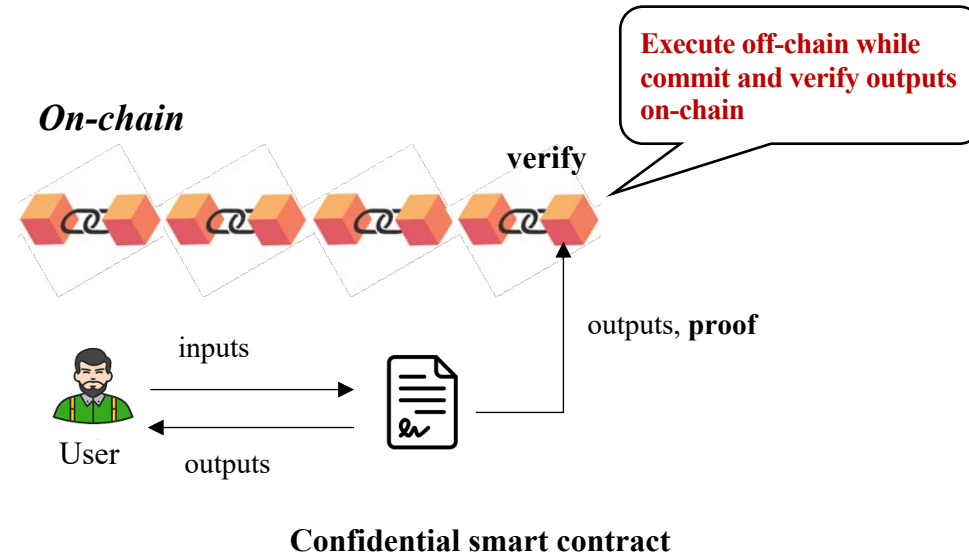 Execute off-chain while
commit and verify outputs
on-chain
On-chain
verify
outputs, proof
inputs
User
outputs
Confidential smart contract